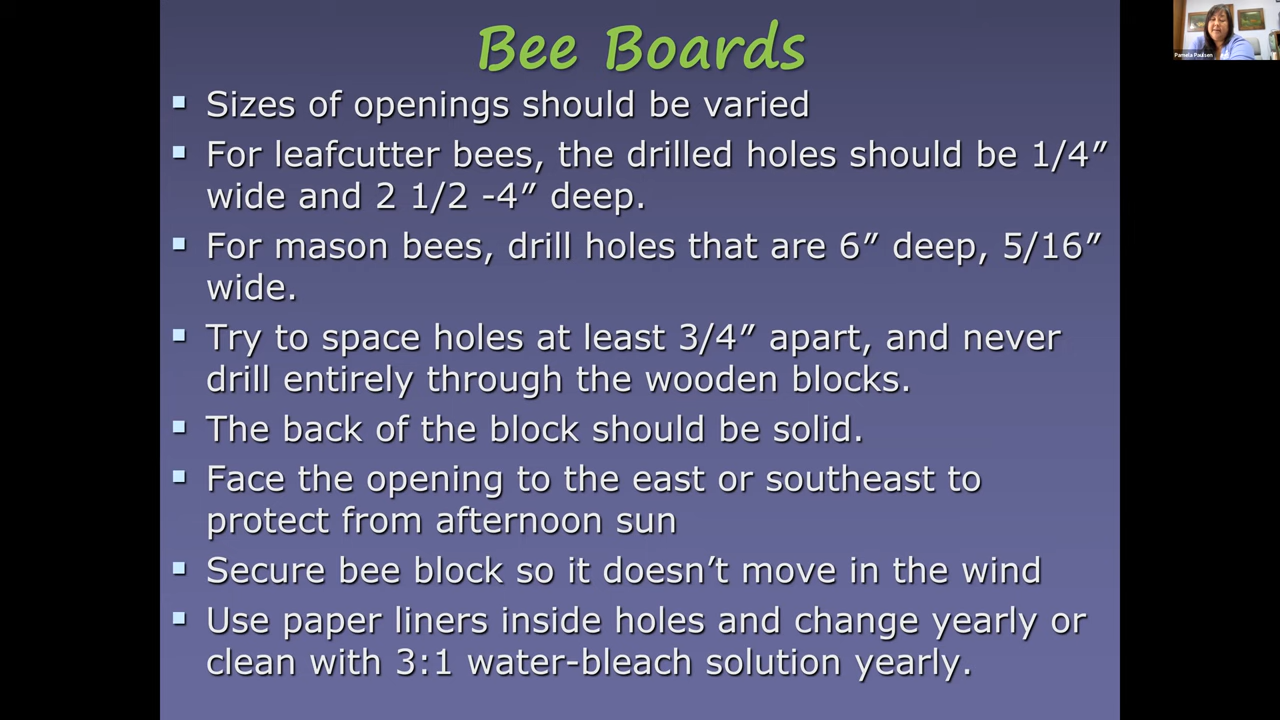 Bee Boards
Pamela Paulsen
▪ Sizes of openings should be varied
▪ For leafcutter bees, the drilled holes should be 1/4”
wide and 2 1/2 -4” deep.
▪ For mason bees, drill holes that are 6” deep, 5/16”
wide.
▪ Try to space holes at least 3/4” apart, and never
drill entirely through the wooden blocks.
▪ The back of the block should be solid.
▪ Face the opening to the east or southeast to
protect from afternoon sun
▪ Secure bee block so it doesn’t move in the wind
▪ Use paper liners inside holes and change yearly or
clean with 3:1 water-bleach solution yearly.